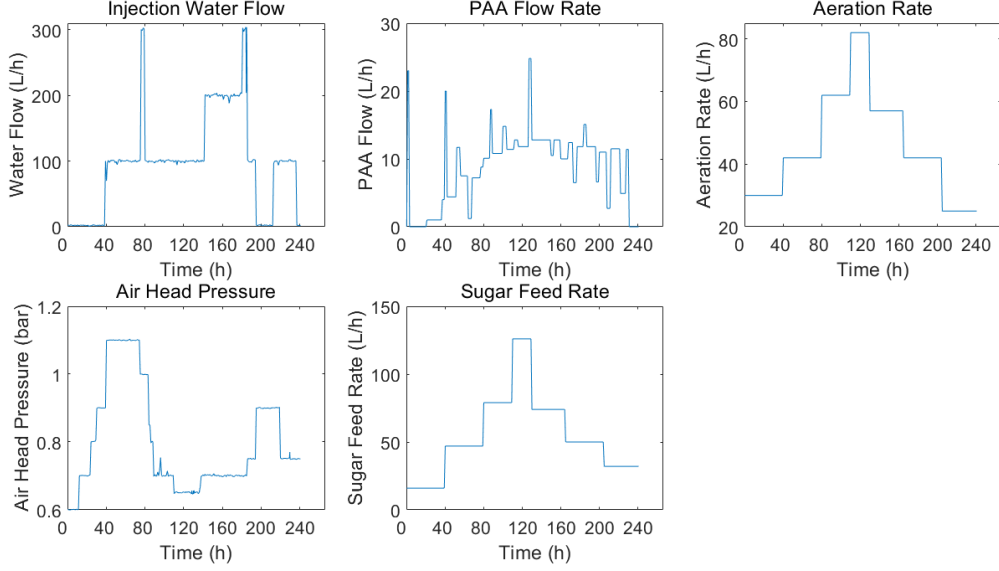 Injection Water Flow
Water Flow (L/h)
300
200
100
0
0 40 80 120 160 200 240
Time (h)
PAA Flow Rate
PAA Flow (L/h)
30
20
10
0
0 40 80 120 160 200 240
Time (h)
Aeration Rate
Aeration Rate (L/h)
80
60
40
20
0 40 80 120 160 200 240
Time (h)
Air Head Pressure
Air Head Pressure (bar)
1.2
1
0.8
0.6
0 40 80 120 160 200 240
Time (h)
Sugar Feed Rate
Sugar Feed Rate (L/h)
150
100
50
0
0 40 80 120 160 200 240
Time (h)